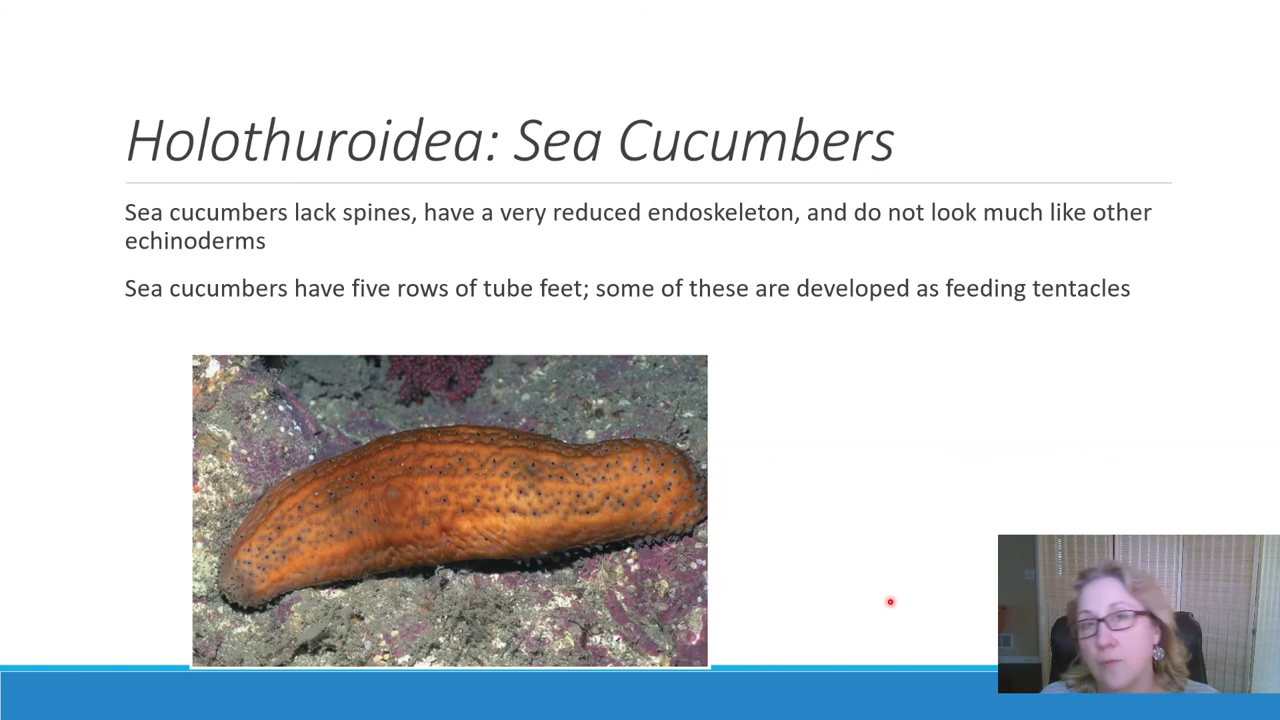 Holothuroidea: Sea Cucumbers
Sea cucumbers lack spines, have a very reduced endoskeleton, and do not look much like other
echinoderms
Sea cucumbers have five rows of tube feet; some of these are developed as feeding tentacles